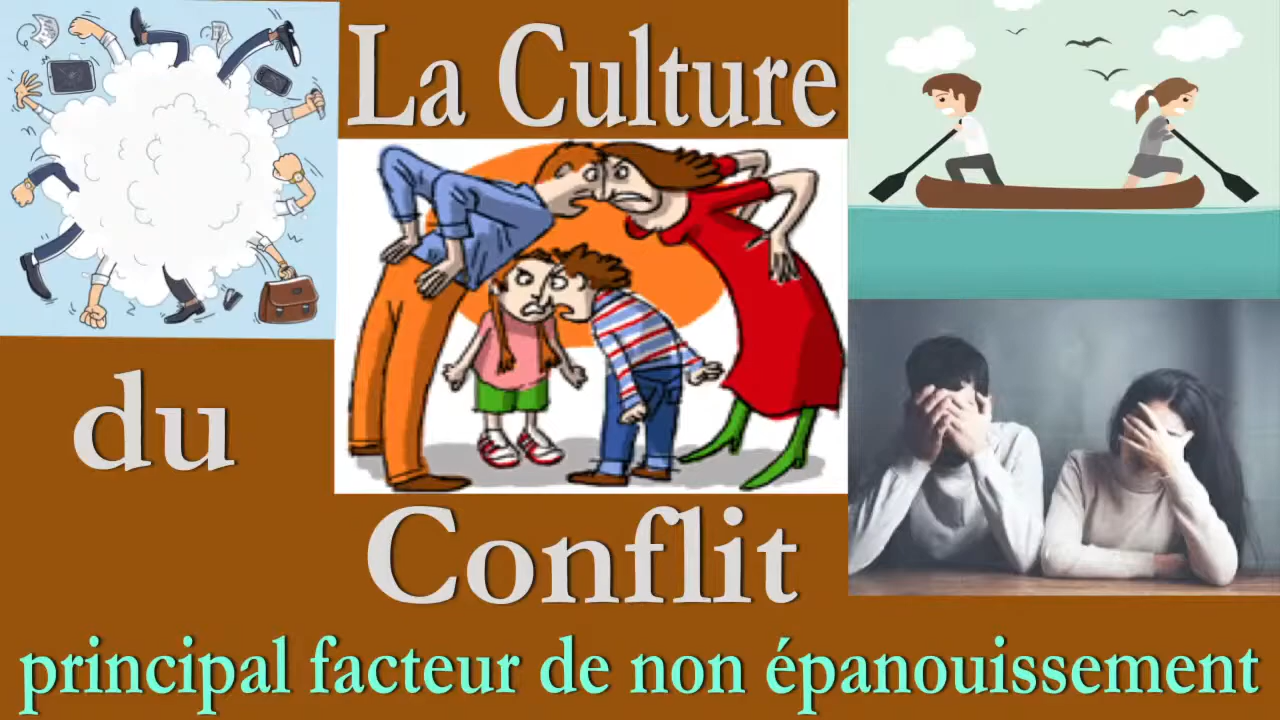 La Culture
du
Conflit
principal facteur de non épanouissement